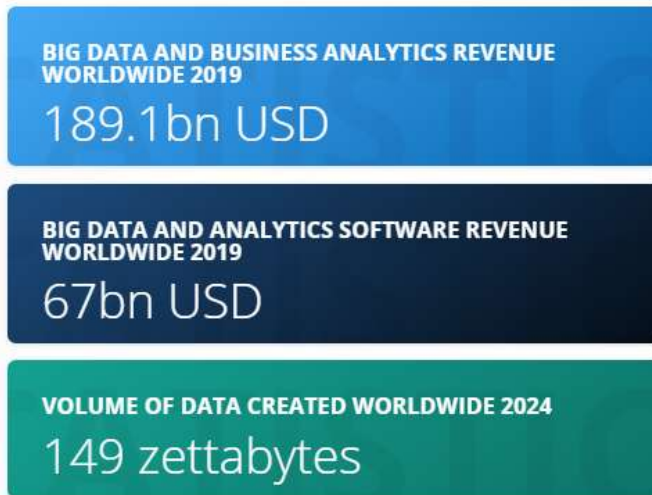 BIG DATA AND BUSINESS ANALYTICS REVENUE
WORLDWIDE 2019
189.1bn USD
BIG DATA AND ANALYTICS SOFTWARE REVENUE
WORLDWIDE 2019
67bn USD
VOLUME OF DATA CREATED WORLDWIDE 2024
149 zettabytes